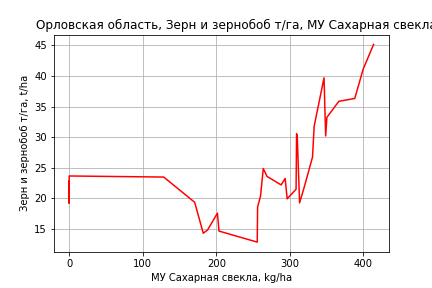 Орловская область, Зерн и зернобоб т/га, МУ Сахарная свекла
45
40
35
30
25
20
15
Зерн и зернобоб т/га, t/ha
0 100 200 300 400
МУ Сахарная свекла, kg/ha